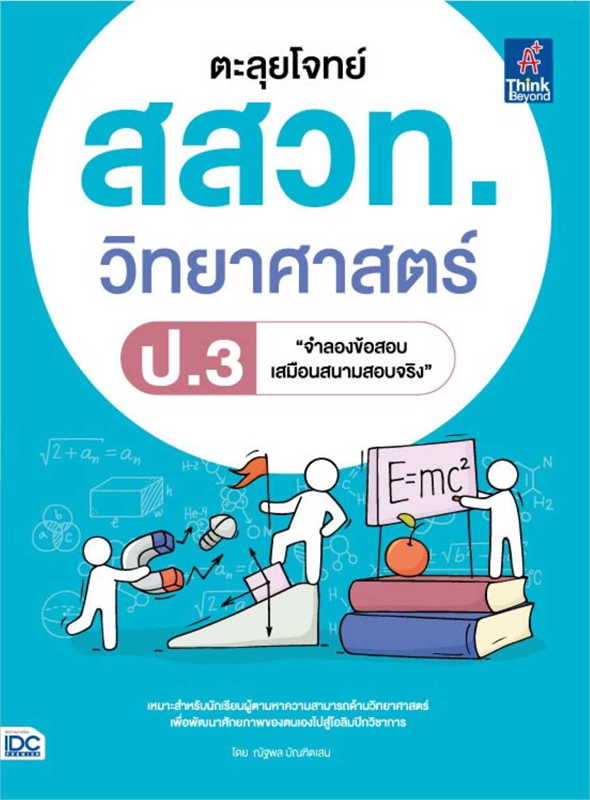 ตะลุยโจทย์
A+
Think
Beyond
สสวท.
วิทยาศาสตร์
ป.3
“จำลองข้อสอบ
เสมือนสนามสอบจริง”
E=mc²
เหมาะสำหรับนักเรียนผู้ตามหาความสามารถด้านวิทยาศาสตร์
เพื่อพัฒนาศักยภาพของตนเองไปสู่โอลิมปิกวิชาการ
โดย ณัฐพล บัณฑิตเสน
IDC
PREMIER